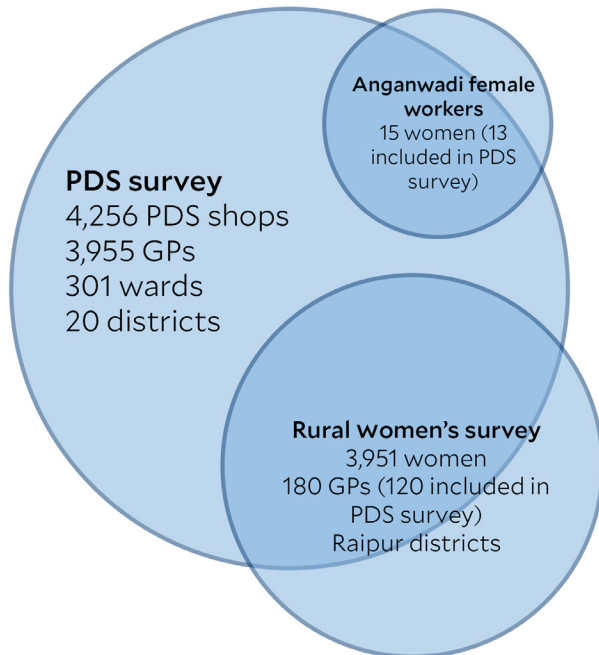 Anganwadi female
workers
15 women (13
included in PDS
survey)
PDS survey
4,256 PDS shops
3,955 GPs
301 wards
20 districts
Rural women's survey
3,951 women
180 GPs (120 included in
PDS survey)
Raipur districts